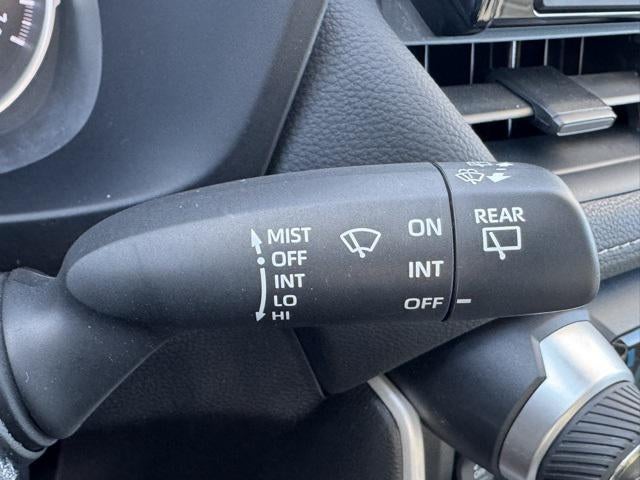 MIST
OFF
INT
LO
HI
ON
INT
OFF
REAR